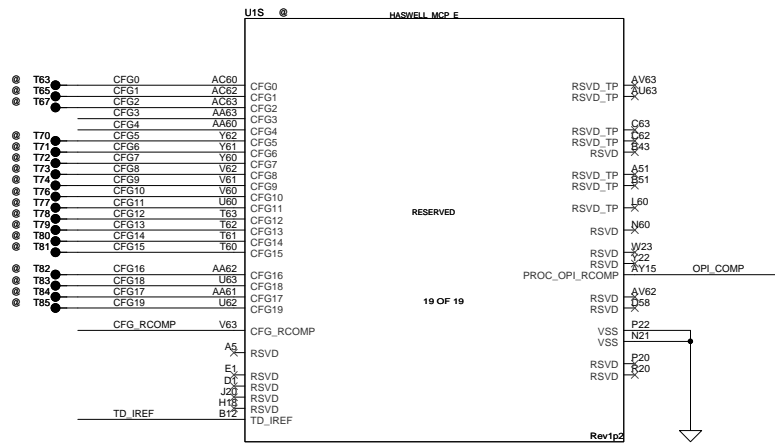 U1S @ HASWELL_MCP_E
@ T63 CFG0 AC60 CFG0 RSVD_TP AV63
@ T65 CFG1 AC62 CFG1 RSVD_TP AU63
@ T67 CFG2 AC63 CFG2
CFG3 AA63 CFG3
CFG4 AA60 CFG4 RSVD_TP C63
@ T70 CFG5 Y62 CFG5 RSVD_TP C62
@ T71 CFG6 Y61 CFG6 RSVD B43
@ T72 CFG7 Y60 CFG7
@ T73 CFG8 V62 CFG8 RSVD_TP A51
@ T74 CFG9 V61 CFG9 RSVD_TP B51
@ T76 CFG10 V60 CFG10
@ T77 CFG11 U60 CFG11 RSVD_TP L60
@ T78 CFG12 T63 CFG12 RESERVED
@ T79 CFG13 T62 CFG13 RSVD N60
@ T80 CFG14 T61 CFG14
@ T81 CFG15 T60 CFG15 RSVD W23
RSVD Y22
@ T82 CFG16 AA62 CFG16 PROC_OPI_RCOMP AY15 OPI_COMP
@ T83 CFG18 U63 CFG18
@ T84 CFG17 AA61 CFG17 RSVD AV62
@ T85 CFG19 U62 CFG19 19 OF 19 RSVD D58
CFG_RCOMP V63 CFG_RCOMP VSS P22
VSS N21
A5 RSVD
RSVD P20
E1 RSVD RSVD R20
D1 RSVD
J20 RSVD
H18 RSVD
TD_IREF B12 TD_IREF
Rev1p2